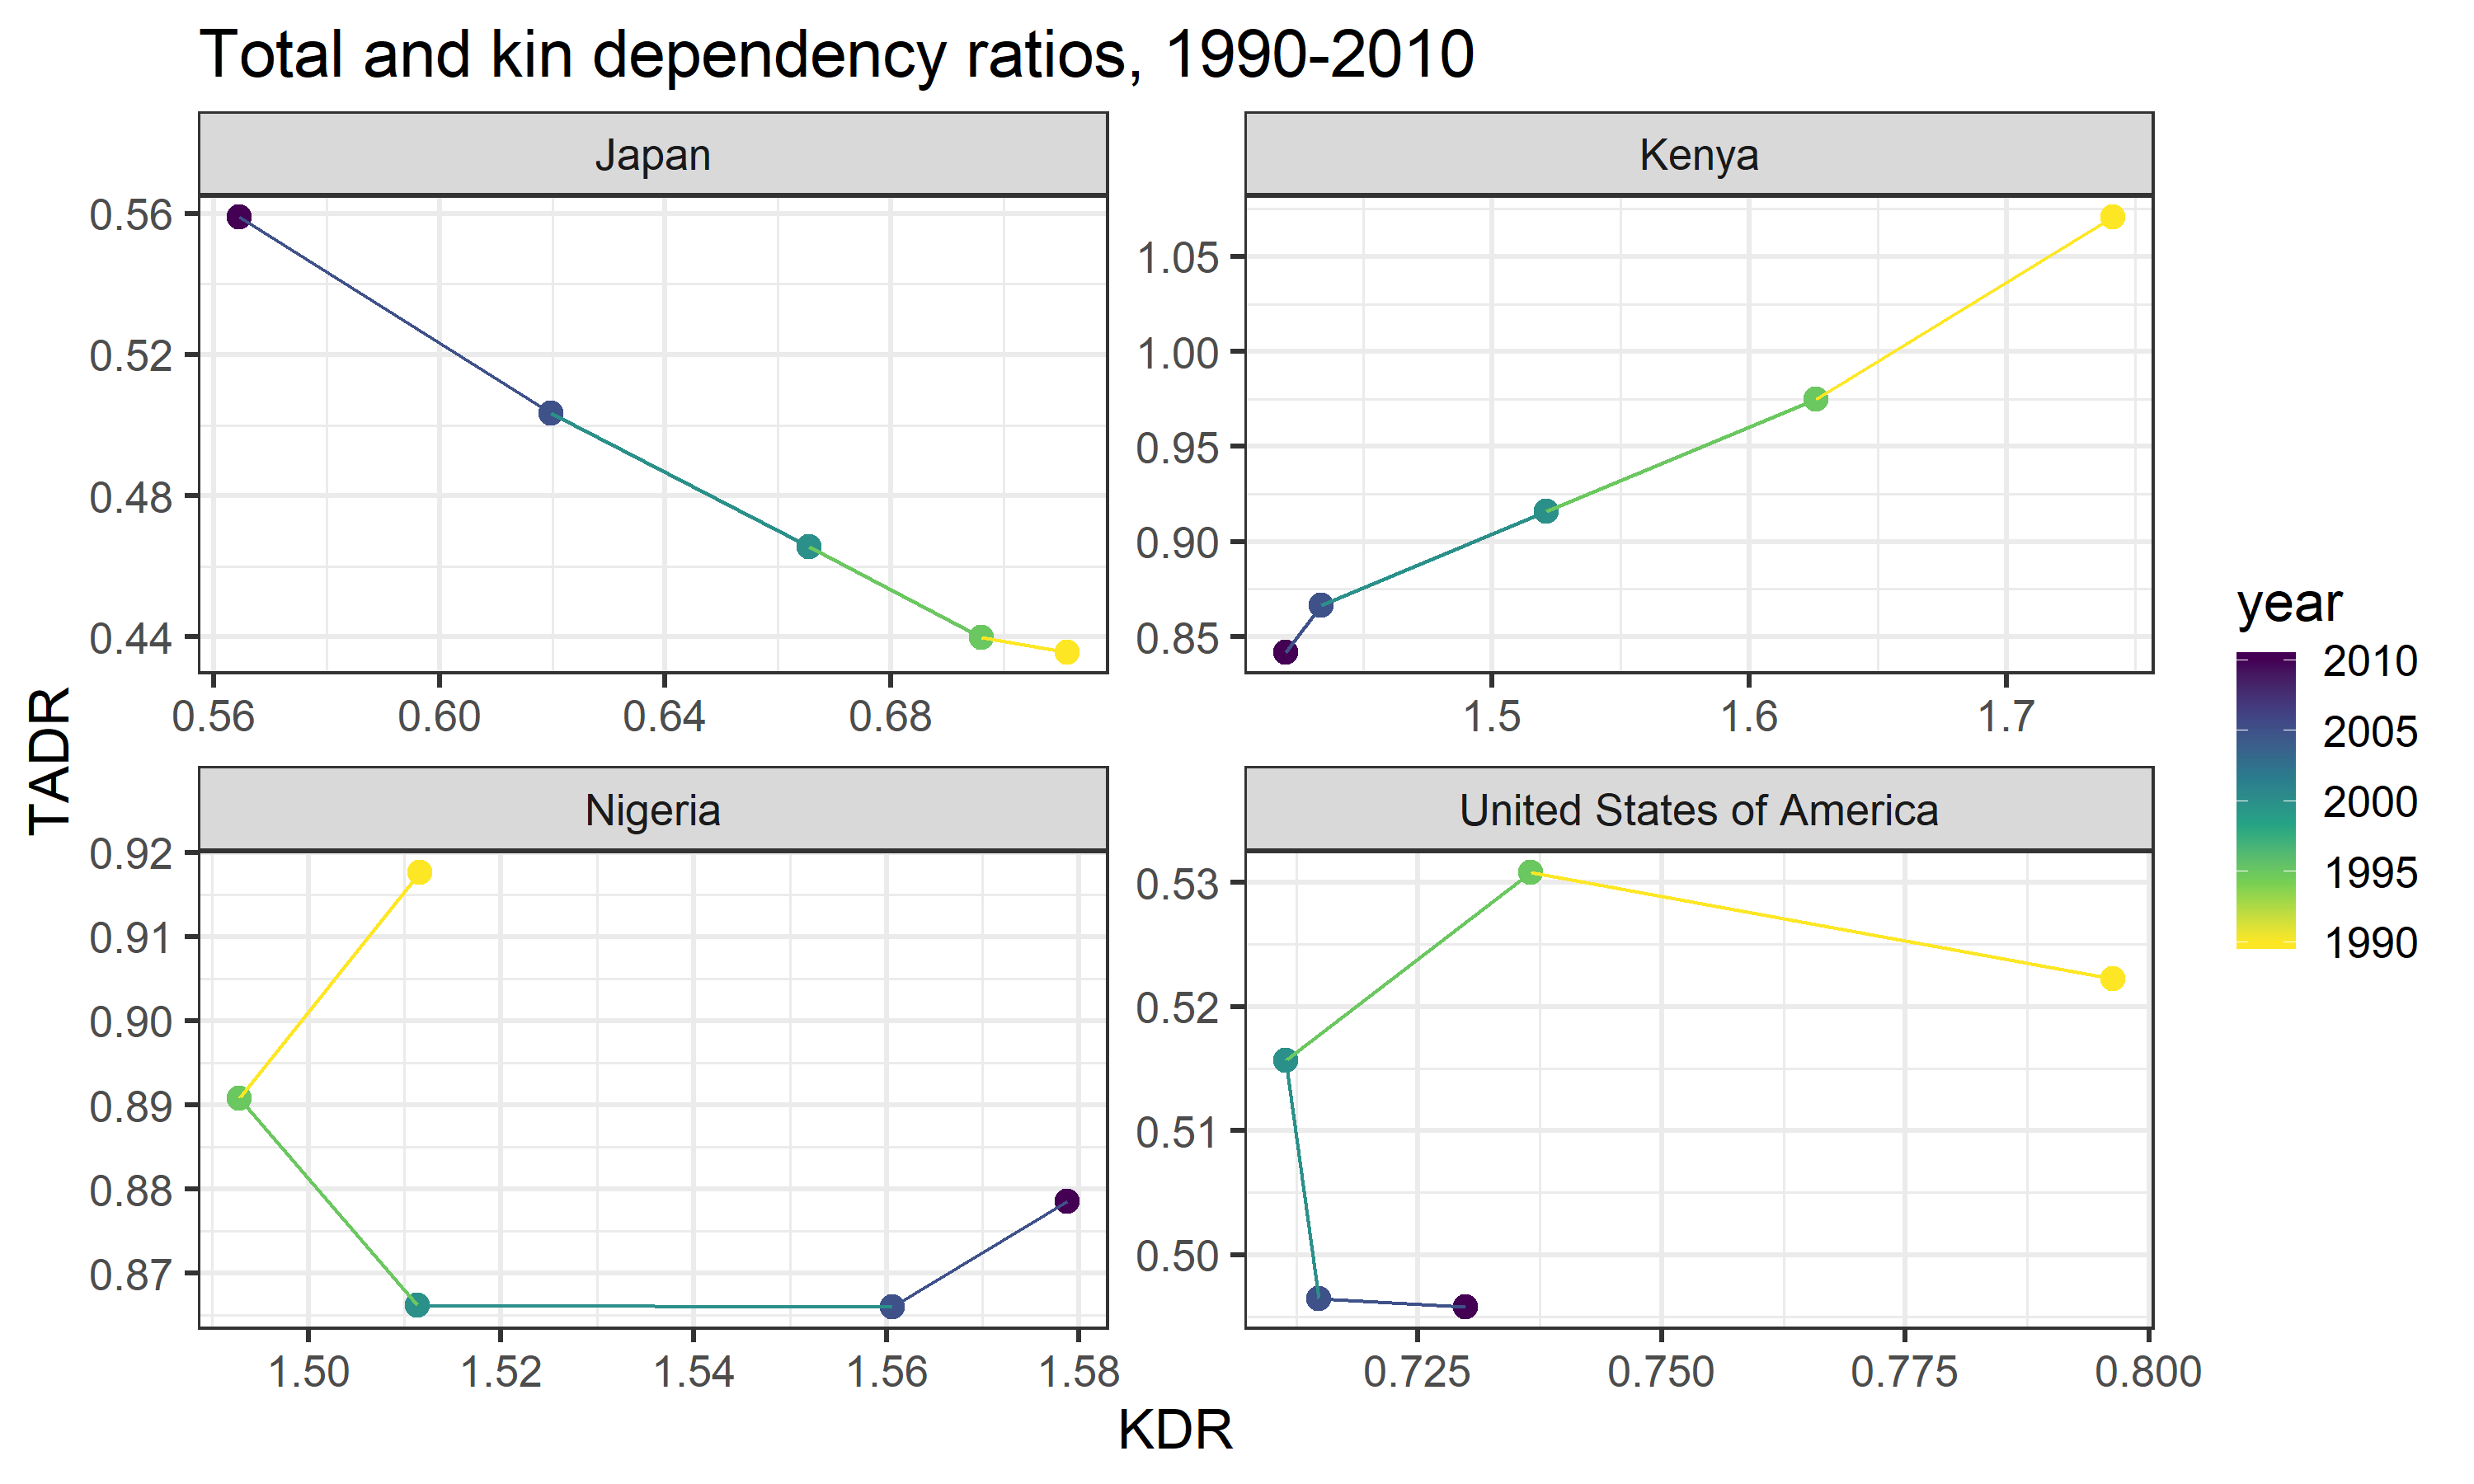 Total and kin dependency ratios, 1990-2010
Japan
Kenya
0.56
0.52
0.48
0.44
1.05
1.00
0.95
0.90
0.85
0.56 0.60 0.64 0.68
1.5 1.6 1.7
TADR
Nigeria
United States of America
0.92
0.91
0.90
0.89
0.88
0.87
0.53
0.52
0.51
0.50
1.50 1.52 1.54 1.56 1.58
0.725 0.750 0.775 0.800
KDR
year
2010
2005
2000
1995
1990